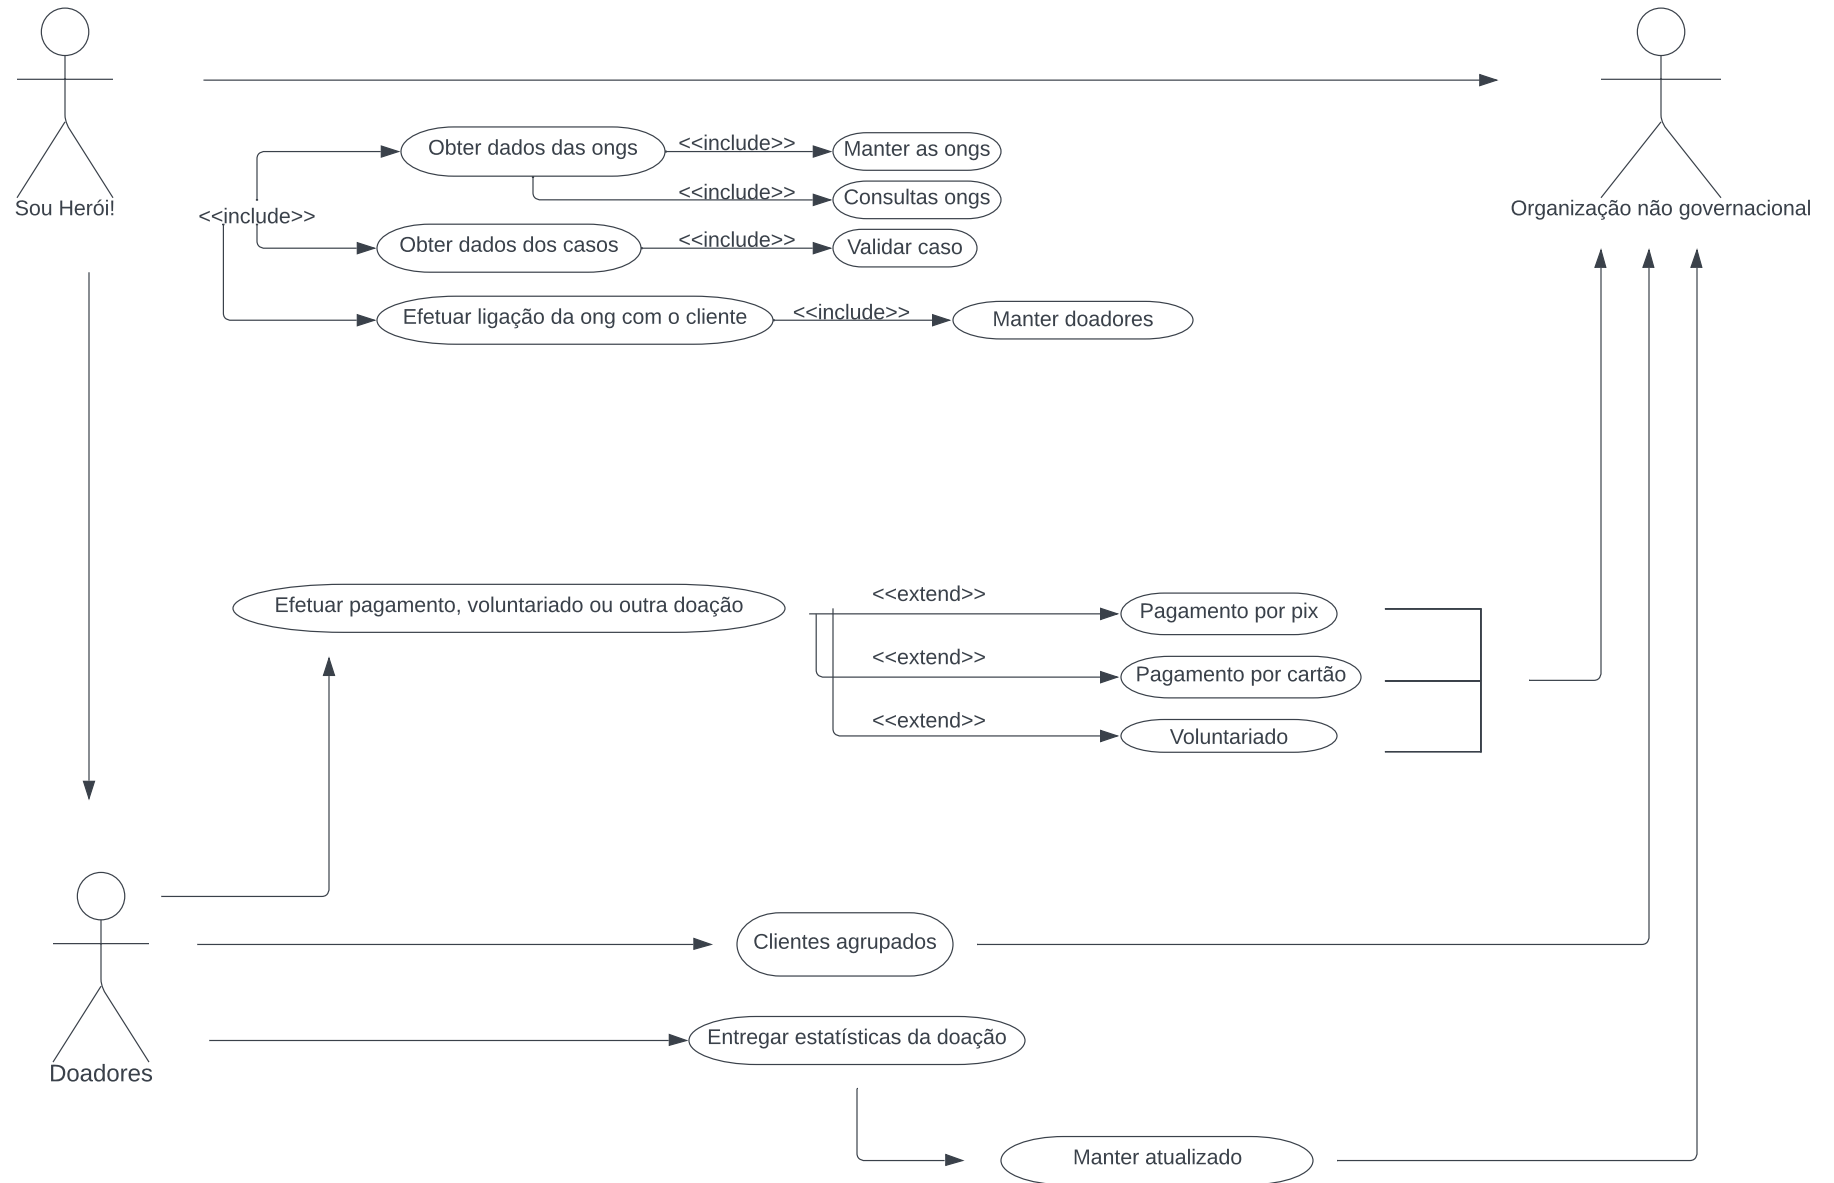 Obter dados das ongs
<<include>>
Manter as ongs
<<include>>
Consultas ongs
Sou Herói!
<<include>>
Organização não governacional
Obter dados dos casos
<<include>>
Validar caso
Efetuar ligação da ong com o cliente
<<include>>
Manter doadores
Efetuar pagamento, voluntariado ou outra doação
<<extend>>
Pagamento por pix
<<extend>>
Pagamento por cartão
<<extend>>
Voluntariado
Clientes agrupados
Entregar estatísticas da doação
Doadores
Manter atualizado